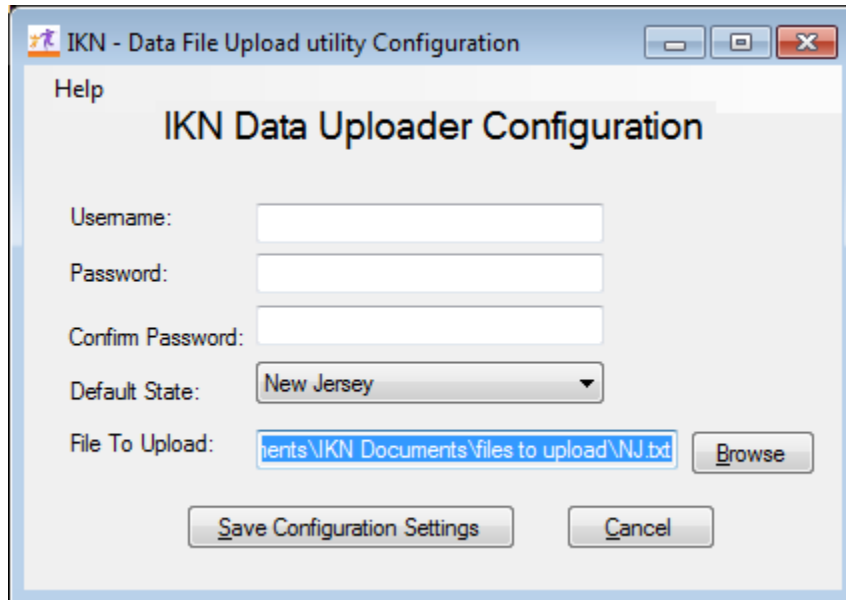 IKN - Data File Upload utility Configuration
Help
IKN Data Uploader Configuration
Username:
Password:
Confirm Password:
Default State: New Jersey
File To Upload: ments\IKN Documents\files to upload\NJ.txt Browse
Save Configuration Settings Cancel